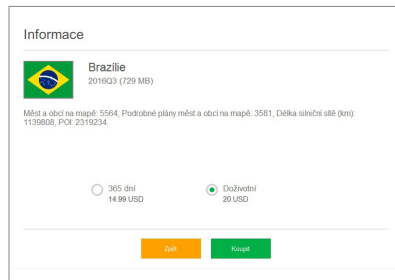 Informace
Brazílie
2016Q3 (729 MB)
Měst a obcí na mapě: 5564, Podrobné plány měst a obcí na mapě: 3581, Délka silniční sítě (km):
1139808, POI: 2319234.
365 dní
14.99 USD
Doživotní
20 USD
Zpět
Koupit